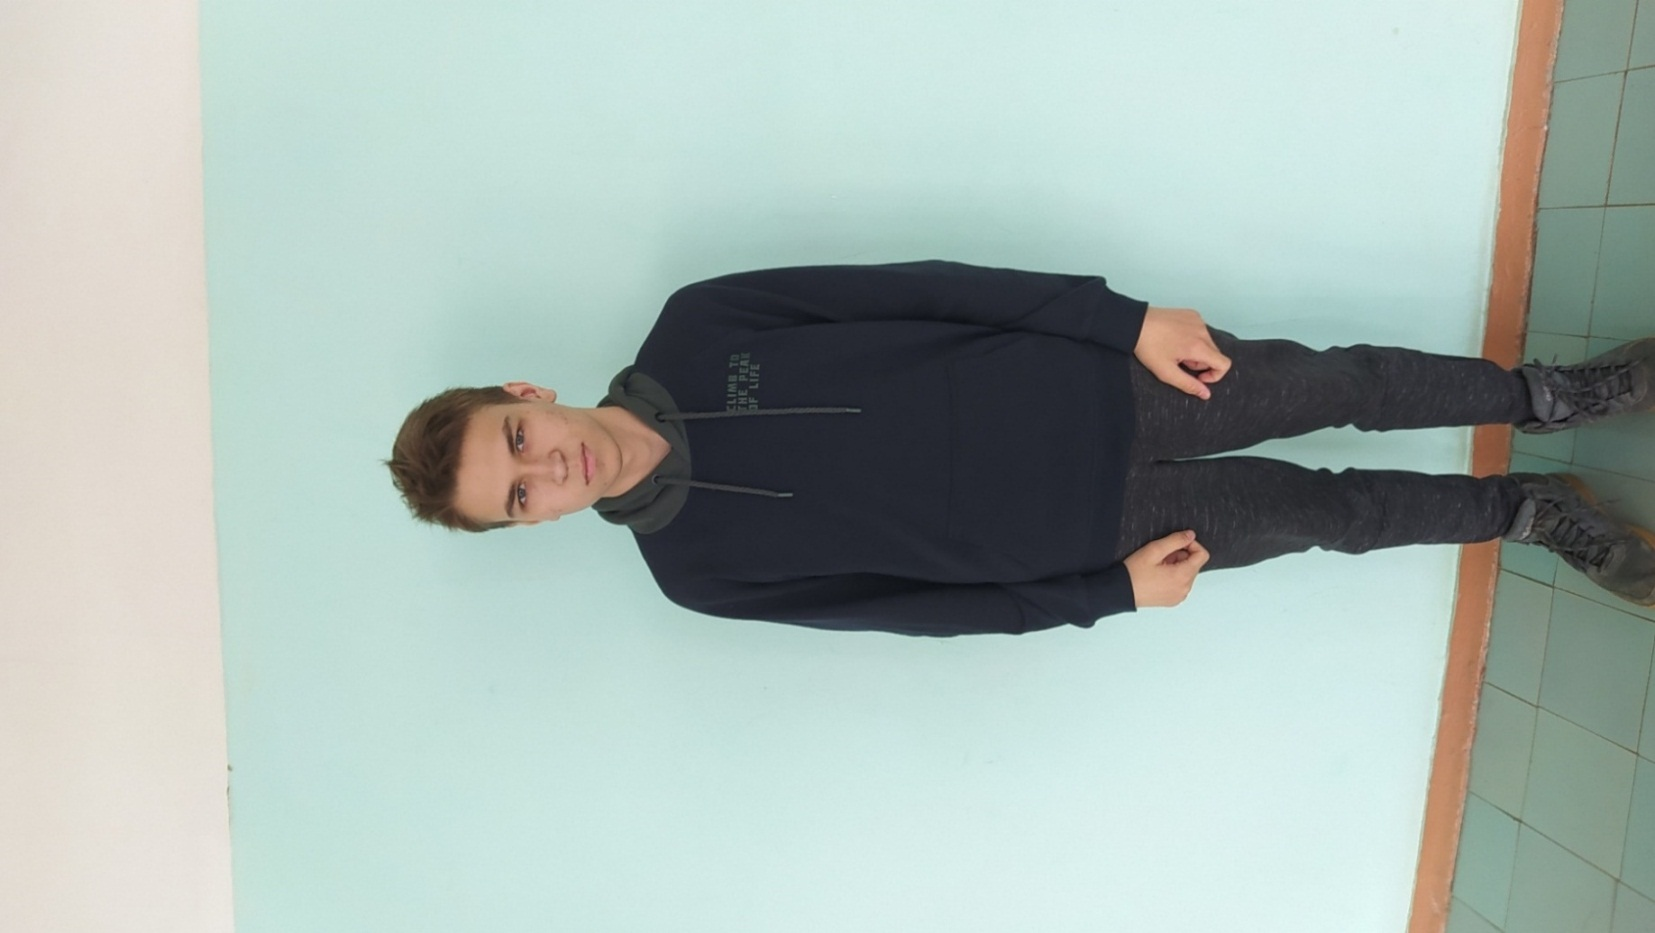 CLIMB TO
THE PEAK
OF LIFE